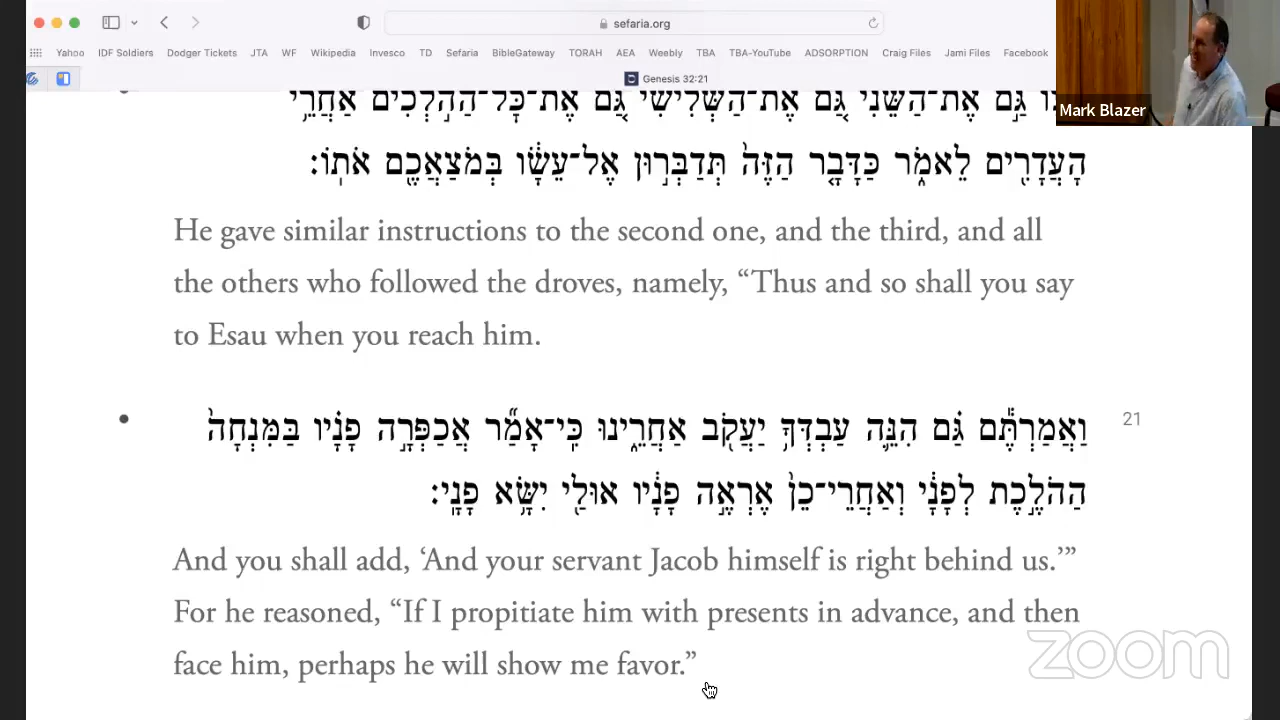 sefaria.org
Yahoo IDF Soldiers Dodger Tickets JTA WF Wikipedia Invesco TD Sefaria BibleGateway TORAH AEA Weebly TBA TBA-YouTube ADSORPTION Craig Files Jami Files Facebook
Genesis 32:21
Mark Blazer
גַּ֣ם אֶת־הַשֵּׁנִ֗י גַּ֚ם אֶת־הַשְּׁלִישִׁ֔י גַּ֚ם אֶת־כׇּל־הַהֹ֣לְכִ֔ים אַחֲרֵ֥י
הָעֲדָרִ֖ים לֵאמֹ֑ר כַּדָּבָ֤ר הַזֶּה֙ תְּדַבְּר֣וּן אֶל־עֵשָׂ֔ו בְּמֹצַאֲכֶ֖ם אֹתֽוֹ׃
He gave similar instructions to the second one, and the third, and all
the others who followed the droves, namely, “Thus and so shall you say
to Esau when you reach him.
21
וַאֲמַרְתֶּ֕ם גַּ֗ם הִנֵּ֛ה עַבְדְּךָ֥ יַעֲקֹ֖ב אַחֲרֵ֑ינוּ כִּֽי־אָמַ֞ר אֲכַפְּרָ֣ה פָנָ֗יו בַּמִּנְחָה֙
הַהֹלֶ֣כֶת לְפָנָ֔י וְאַחֲרֵי־כֵן֙ אֶרְאֶ֣ה פָנָ֔יו אוּלַ֖י יִשָּׂ֥א פָנָֽי׃
And you shall add, ‘And your servant Jacob himself is right behind us.’”
For he reasoned, “If I propitiate him with presents in advance, and then
face him, perhaps he will show me favor.”
zoom